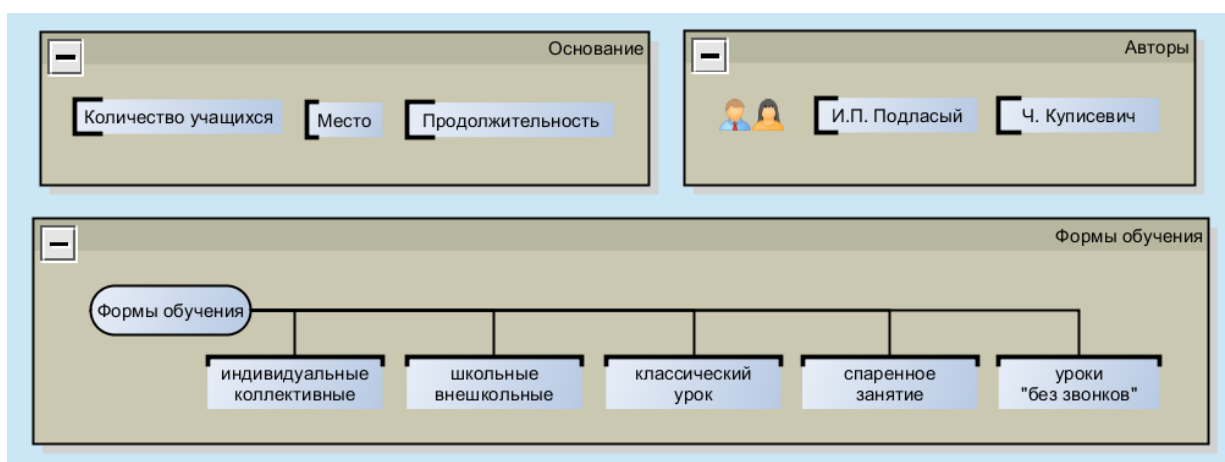 Основание
Количество учащихся
Место
Продолжительность
Авторы
И.П. Подласый
Ч. Куписевич
Формы обучения
Формы обучения
индивидуальные
коллективные
школьные
внешкольные
классический
урок
спаренное
занятие
уроки
"без звонков"